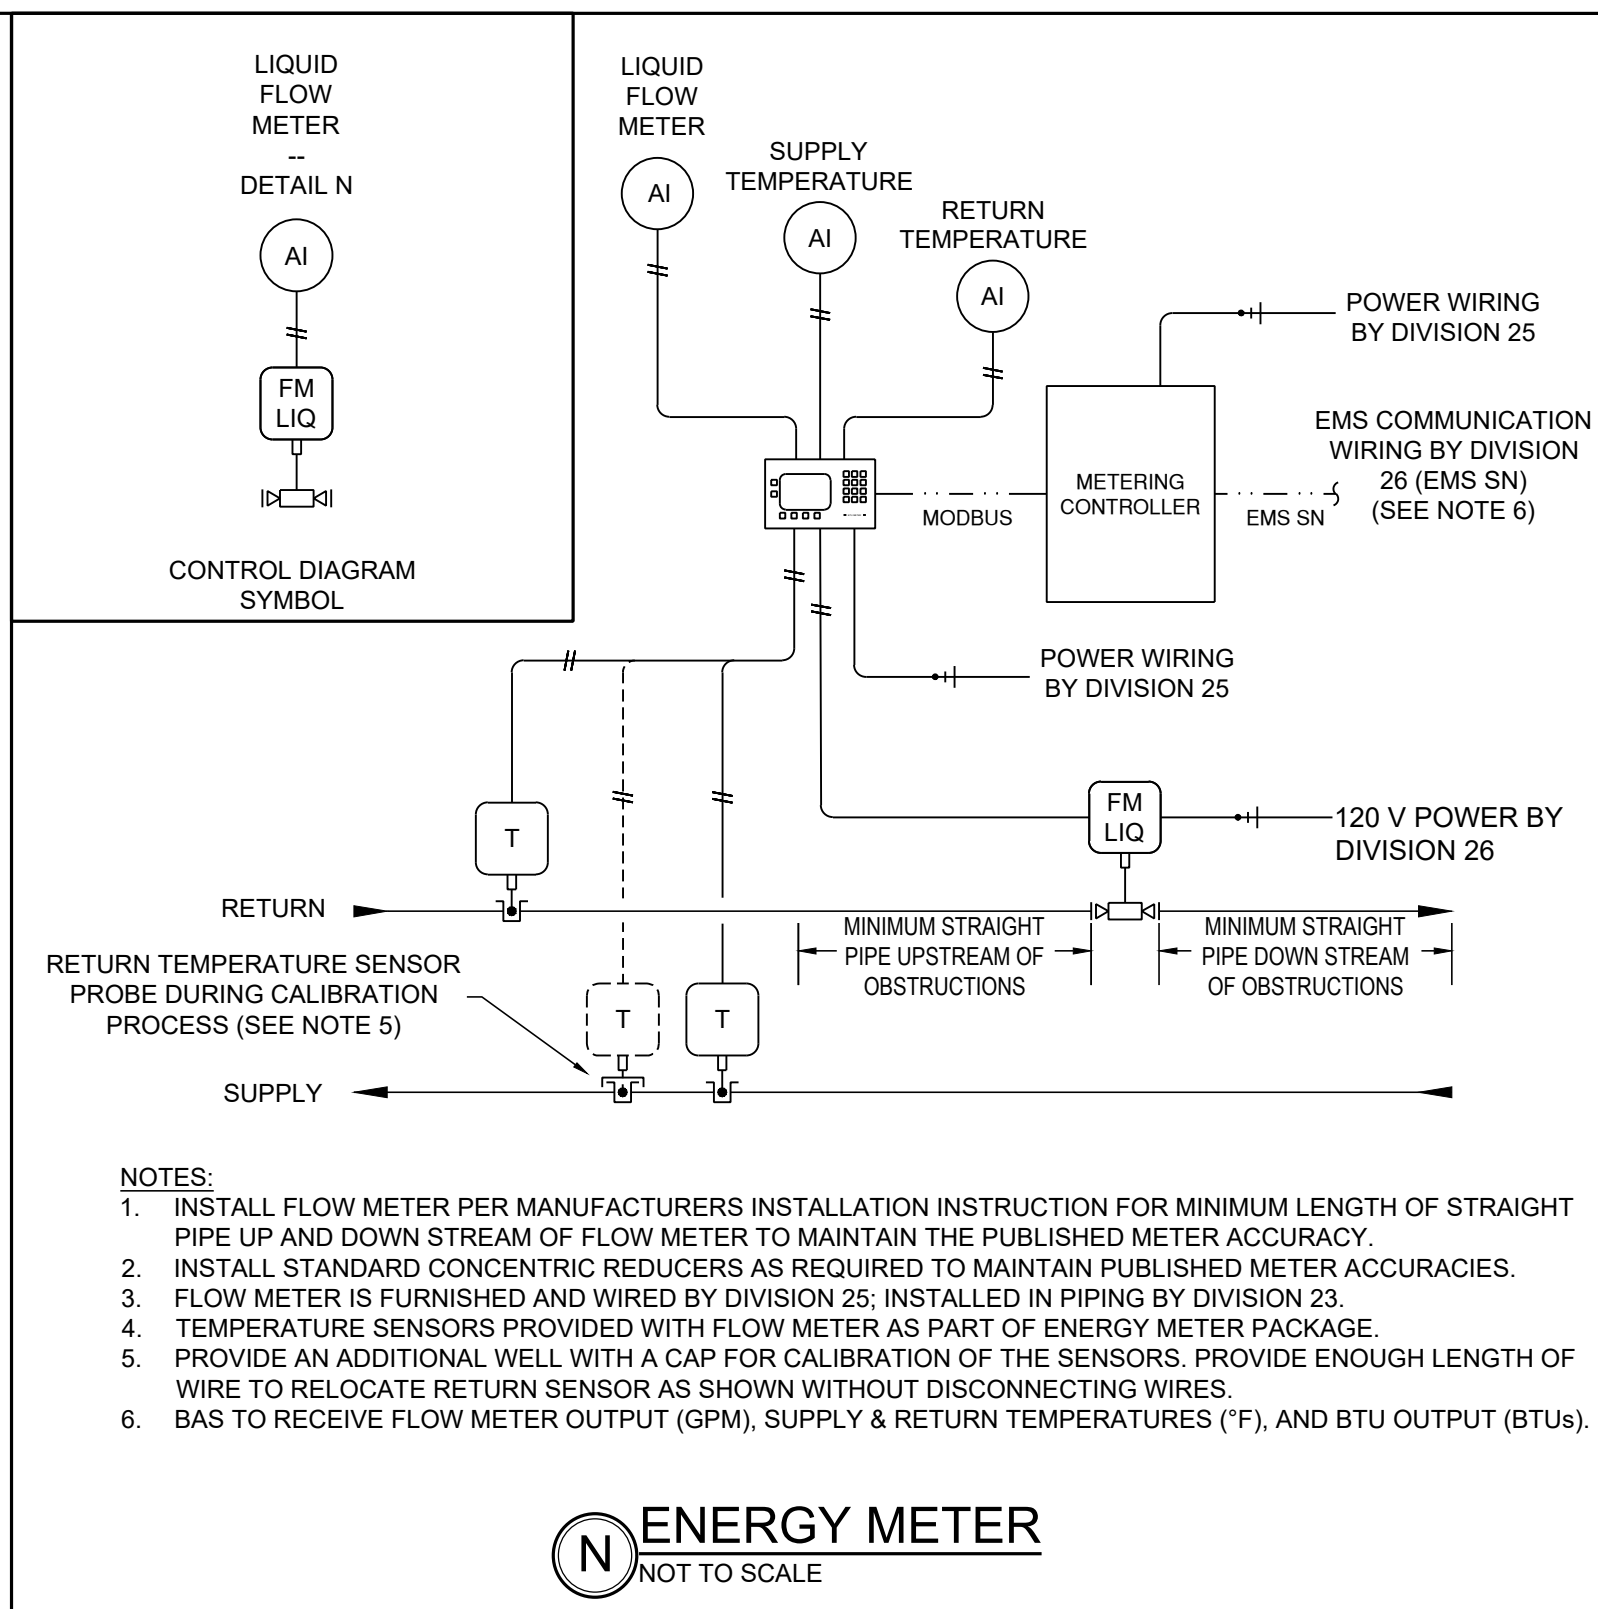 LIQUID
FLOW
METER
--
DETAIL N
AI
FM
LIQ
CONTROL DIAGRAM
SYMBOL
LIQUID
FLOW
METER
AI
SUPPLY
TEMPERATURE
AI
RETURN
TEMPERATURE
AI
POWER WIRING
BY DIVISION 25
EMS COMMUNICATION
WIRING BY DIVISION
26 (EMS SN)
(SEE NOTE 6)
METERING
CONTROLLER
MODBUS
EMS SN
POWER WIRING
BY DIVISION 25
FM
LIQ
120 V POWER BY
DIVISION 26
T
RETURN
MINIMUM STRAIGHT
PIPE UPSTREAM OF
OBSTRUCTIONS
MINIMUM STRAIGHT
PIPE DOWN STREAM
OF OBSTRUCTIONS
RETURN TEMPERATURE SENSOR
PROBE DURING CALIBRATION
PROCESS (SEE NOTE 5)
T
T
SUPPLY
NOTES:
1. INSTALL FLOW METER PER MANUFACTURERS INSTALLATION INSTRUCTION FOR MINIMUM LENGTH OF STRAIGHT
PIPE UP AND DOWN STREAM OF FLOW METER TO MAINTAIN THE PUBLISHED METER ACCURACY.
2. INSTALL STANDARD CONCENTRIC REDUCERS AS REQUIRED TO MAINTAIN PUBLISHED METER ACCURACIES.
3. FLOW METER IS FURNISHED AND WIRED BY DIVISION 25; INSTALLED IN PIPING BY DIVISION 23.
4. TEMPERATURE SENSORS PROVIDED WITH FLOW METER AS PART OF ENERGY METER PACKAGE.
5. PROVIDE AN ADDITIONAL WELL WITH A CAP FOR CALIBRATION OF THE SENSORS. PROVIDE ENOUGH LENGTH OF
WIRE TO RELOCATE RETURN SENSOR AS SHOWN WITHOUT DISCONNECTING WIRES.
6. BAS TO RECEIVE FLOW METER OUTPUT (GPM), SUPPLY & RETURN TEMPERATURES (°F), AND BTU OUTPUT (BTUs).
N
ENERGY METER
NOT TO SCALE